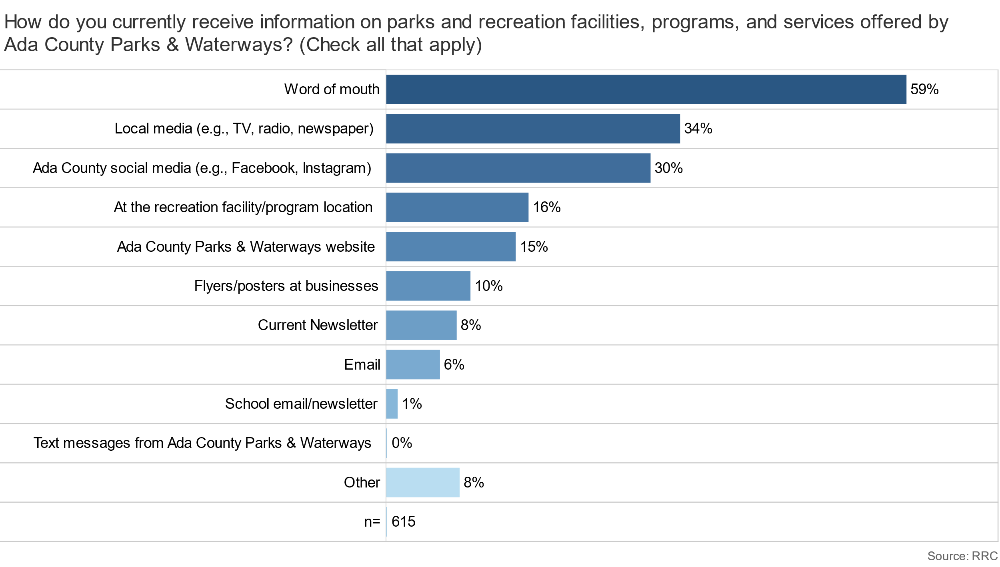 How do you currently receive information on parks and recreation facilities, programs, and services offered by
Ada County Parks & Waterways? (Check all that apply)
Word of mouth 59%
Local media (e.g., TV, radio, newspaper) 34%
Ada County social media (e.g., Facebook, Instagram) 30%
At the recreation facility/program location 16%
Ada County Parks & Waterways website 15%
Flyers/posters at businesses 10%
Current Newsletter 8%
Email 6%
School email/newsletter 1%
Text messages from Ada County Parks & Waterways 0%
Other 8%
n= 615
Source: RRC